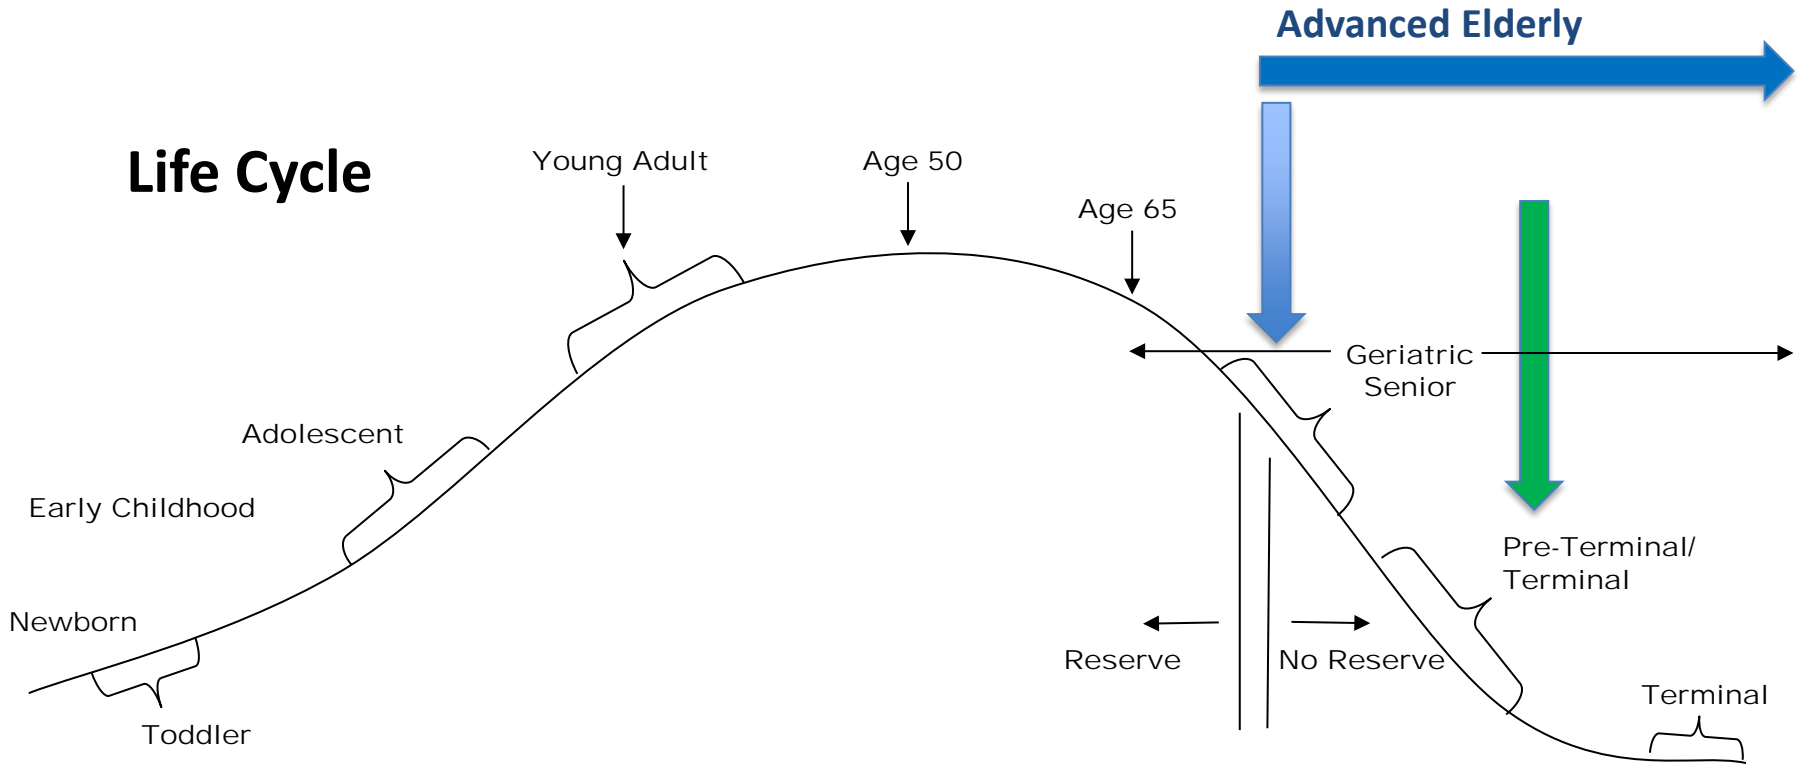 Advanced Elderly
Life Cycle
Young Adult
Age 50
Age 65
Geriatric
Senior
Adolescent
Early Childhood
Pre-Terminal/
Terminal
Newborn
Reserve
No Reserve
Terminal
Toddler